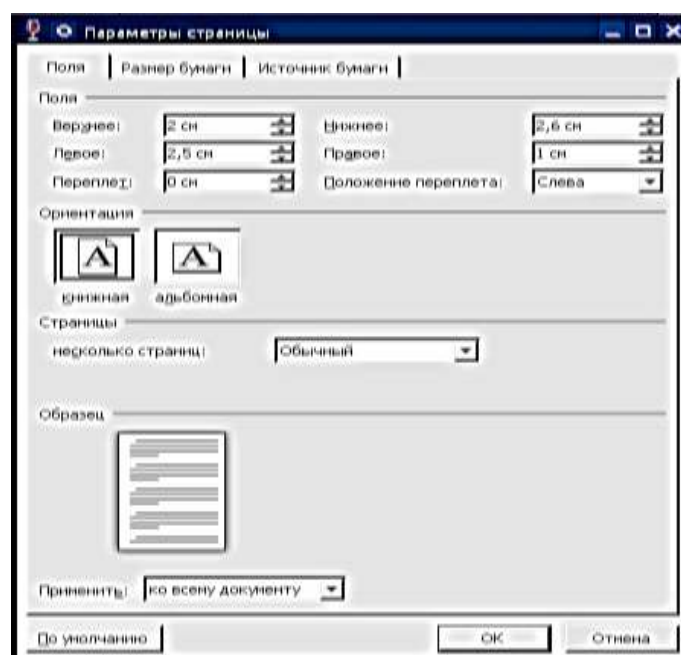 Параметры страницы
Поля Размер бумаги Источник бумаги
Поля
Верхнее: 2 см Нижнее: 2,6 см
Левое: 2,5 см Правое: 1 см
Переплет: 0 см Положение переплета: Слева
Ориентация
A A
книжная альбомная
Страницы
несколько страниц: Обычный
Образец
Применить: ко всему документу
По умолчанию ОК Отмена